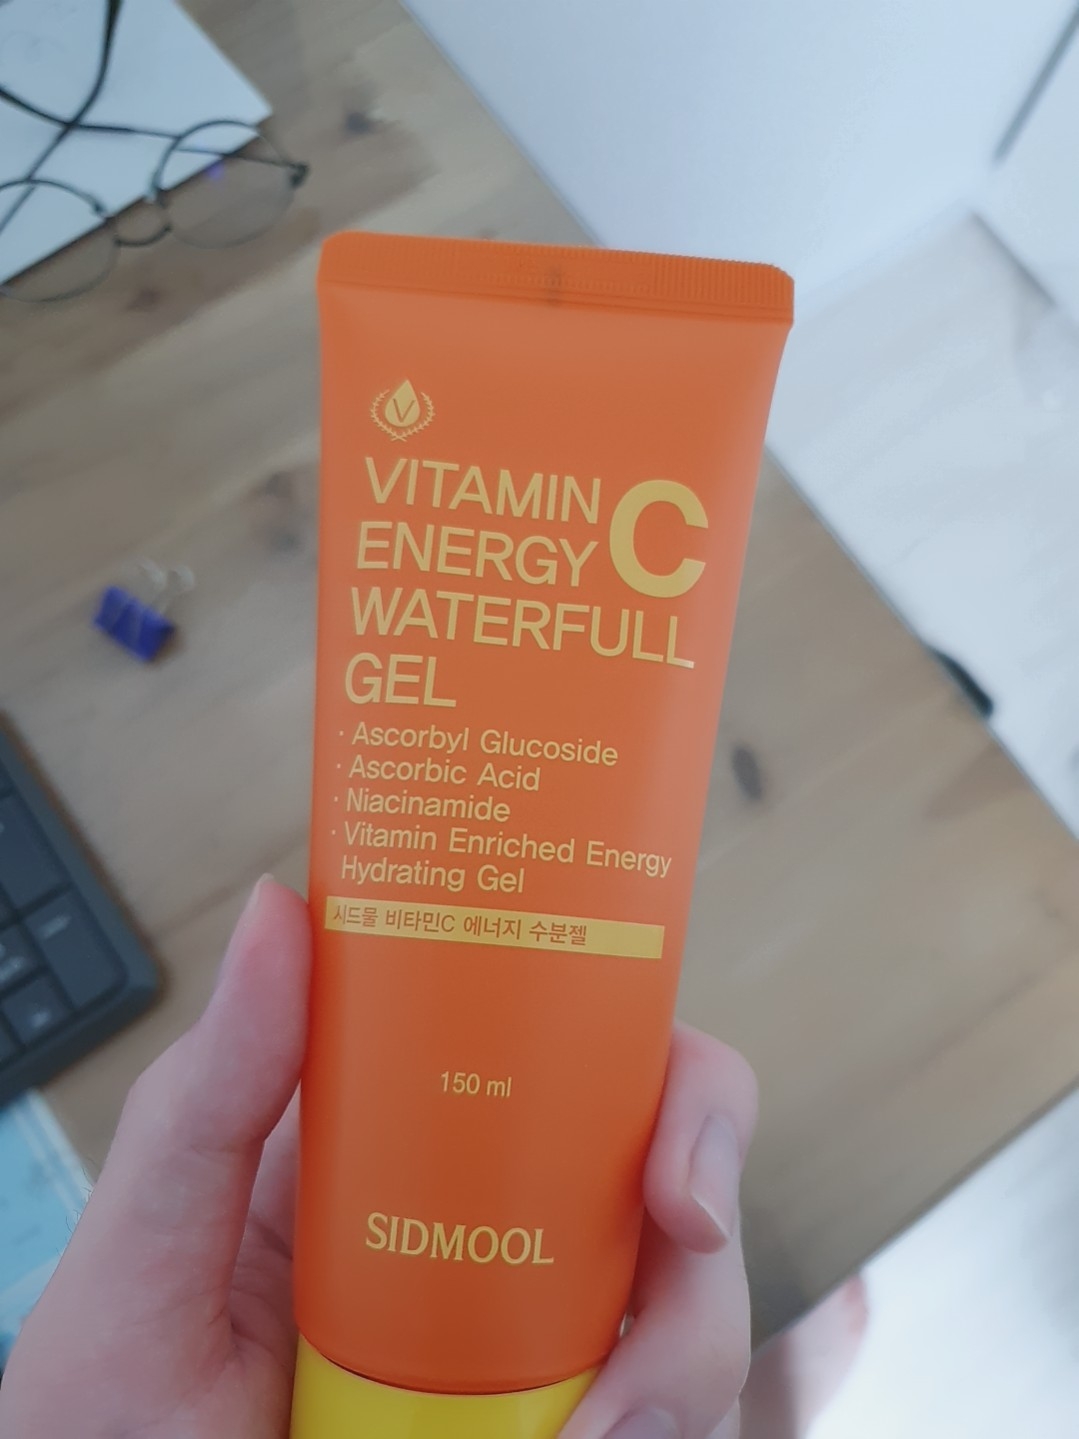 V
VITAMIN C
ENERGY
WATERFULL
GEL
· Ascorbyl Glucoside
· Ascorbic Acid
· Niacinamide
· Vitamin Enriched Energy
Hydrating Gel
시드물 비타민C 에너지 수분젤
150 ml
SIDMOOL